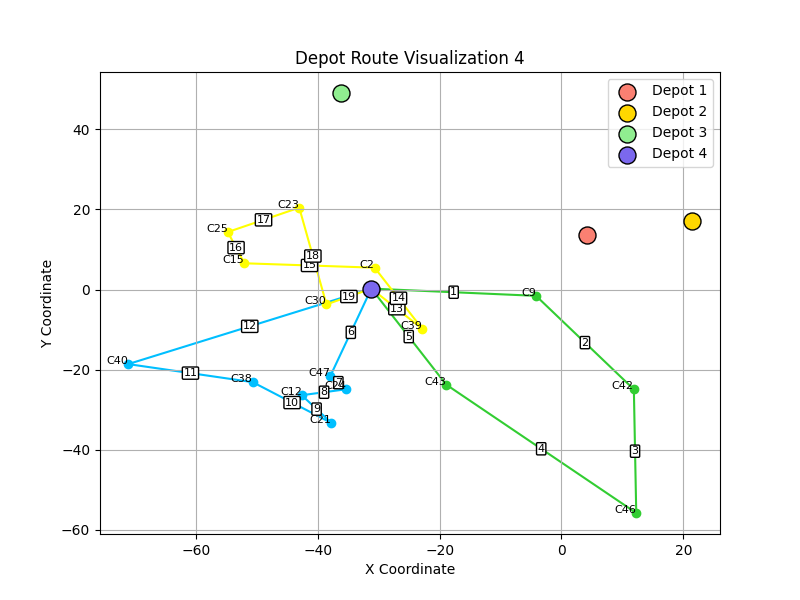 Depot Route Visualization 4
Depot 1
Depot 2
Depot 3
Depot 4
Y Coordinate
40
20
0
−20
−40
−60
C23
17
C25
16
C15
18
15
C2
C30
19
14
13
1
C9
C39
5
2
12
6
C40
11
C38
C47
7
C12
8
10
9
C21
C43
C42
4
3
C46
−60
−40
−20
0
20
X Coordinate